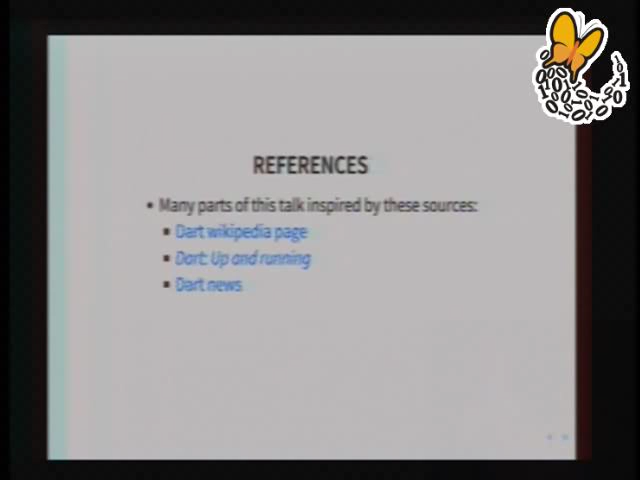 REFERENCES
• Many parts of this talk inspired by these sources:
▪ Dart wikipedia page
▪ Dart: Up and running
▪ Dart news